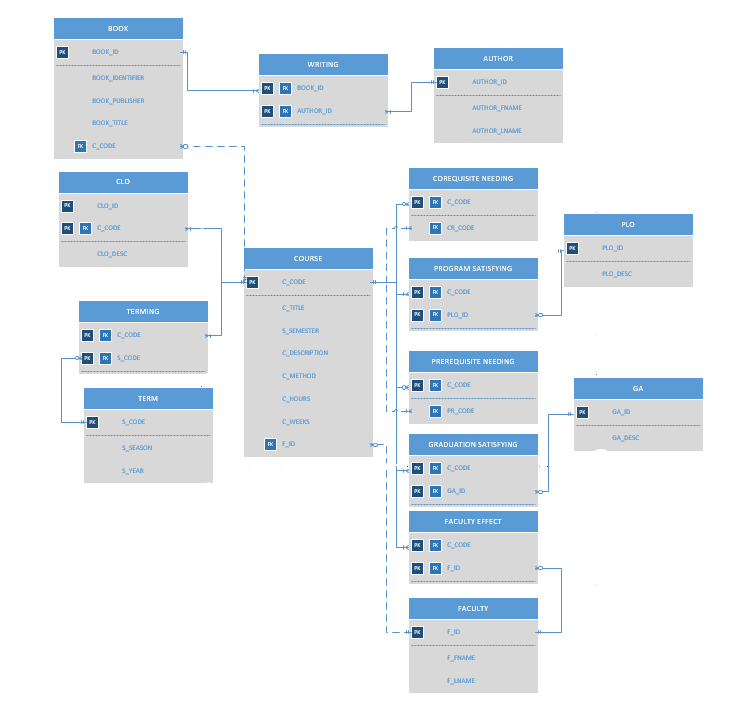 BOOK
PK BOOK_ID
BOOK_IDENTIFIER
BOOK_PUBLISHER
BOOK_TITLE
FK C_CODE
WRITING
PK FK BOOK_ID
PK FK AUTHOR_ID
AUTHOR
PK AUTHOR_ID
AUTHOR_FNAME
AUTHOR_LNAME
CLO
PK CLO_ID
PK FK C_CODE
CLO_DESC
COREQUISITE NEEDING
PK FK C_CODE
FK CR_CODE
PLO
PK PLO_ID
PLO_DESC
COURSE
PK C_CODE
C_TITLE
S_SEMESTER
C_DESCRIPTION
C_METHOD
C_HOURS
C_WEEKS
FK F_ID
PROGRAM SATISFYING
PK FK C_CODE
PK FK PLO_ID
TERMING
PK FK C_CODE
PK FK S_CODE
TERM
PK S_CODE
S_SEASON
S_YEAR
PREREQUISITE NEEDING
PK FK C_CODE
FK PR_CODE
GA
PK GA_ID
GA_DESC
GRADUATION SATISFYING
PK FK C_CODE
PK FK GA_ID
FACULTY EFFECT
PK FK C_CODE
PK FK F_ID
FACULTY
PK F_ID
F_FNAME
F_LNAME